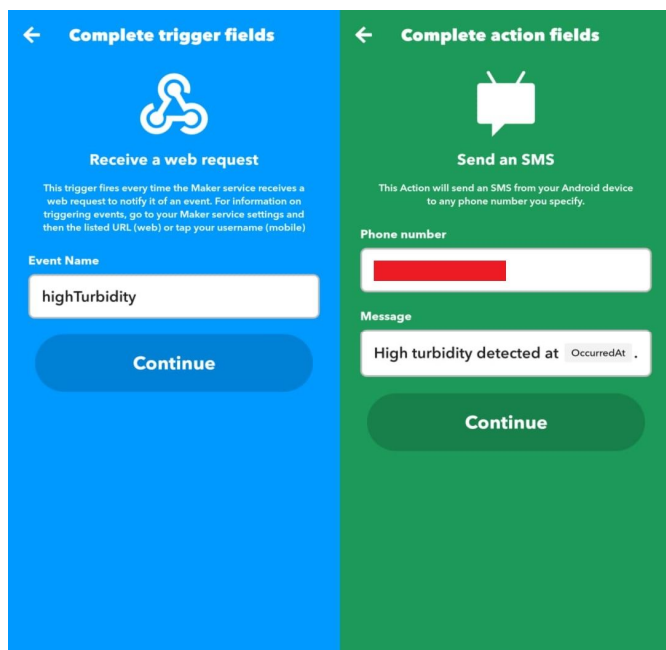 Complete trigger fields
Receive a web request
This trigger fires every time the Maker service receives a
web request to notify it of an event. For information on
triggering events, go to your Maker service settings and
then the listed URL (web) or tap your username (mobile)
Event Name
highTurbidity
Continue
Complete action fields
Send an SMS
This Action will send an SMS from your Android device
to any phone number you specify.
Phone number
Message
High turbidity detected at OccurredAt .
Continue